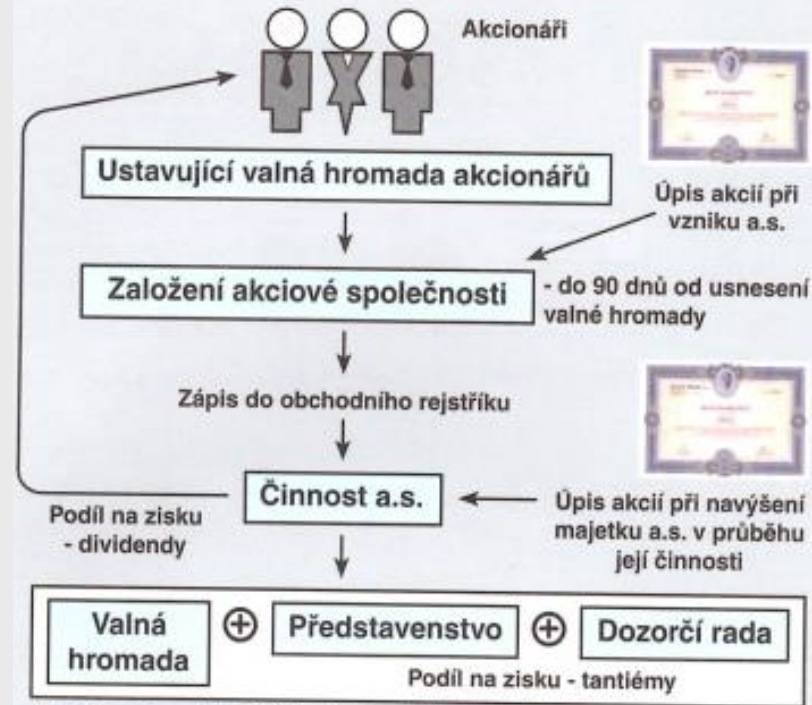 Akcionáři
Ustavující valná hromada akcionářů
Úpis akcií při
vzniku a.s.
Založení akciové společnosti
- do 90 dnů od usnesení
valné hromady
Zápis do obchodního rejstříku
Činnost a.s.
Podíl na zisku
- dividendy
Úpis akcií při navýšení
majetku a.s. v průběhu
její činnosti
Valná
hromada
Představenstvo
Dozorčí rada
Podíl na zisku - tantiémy